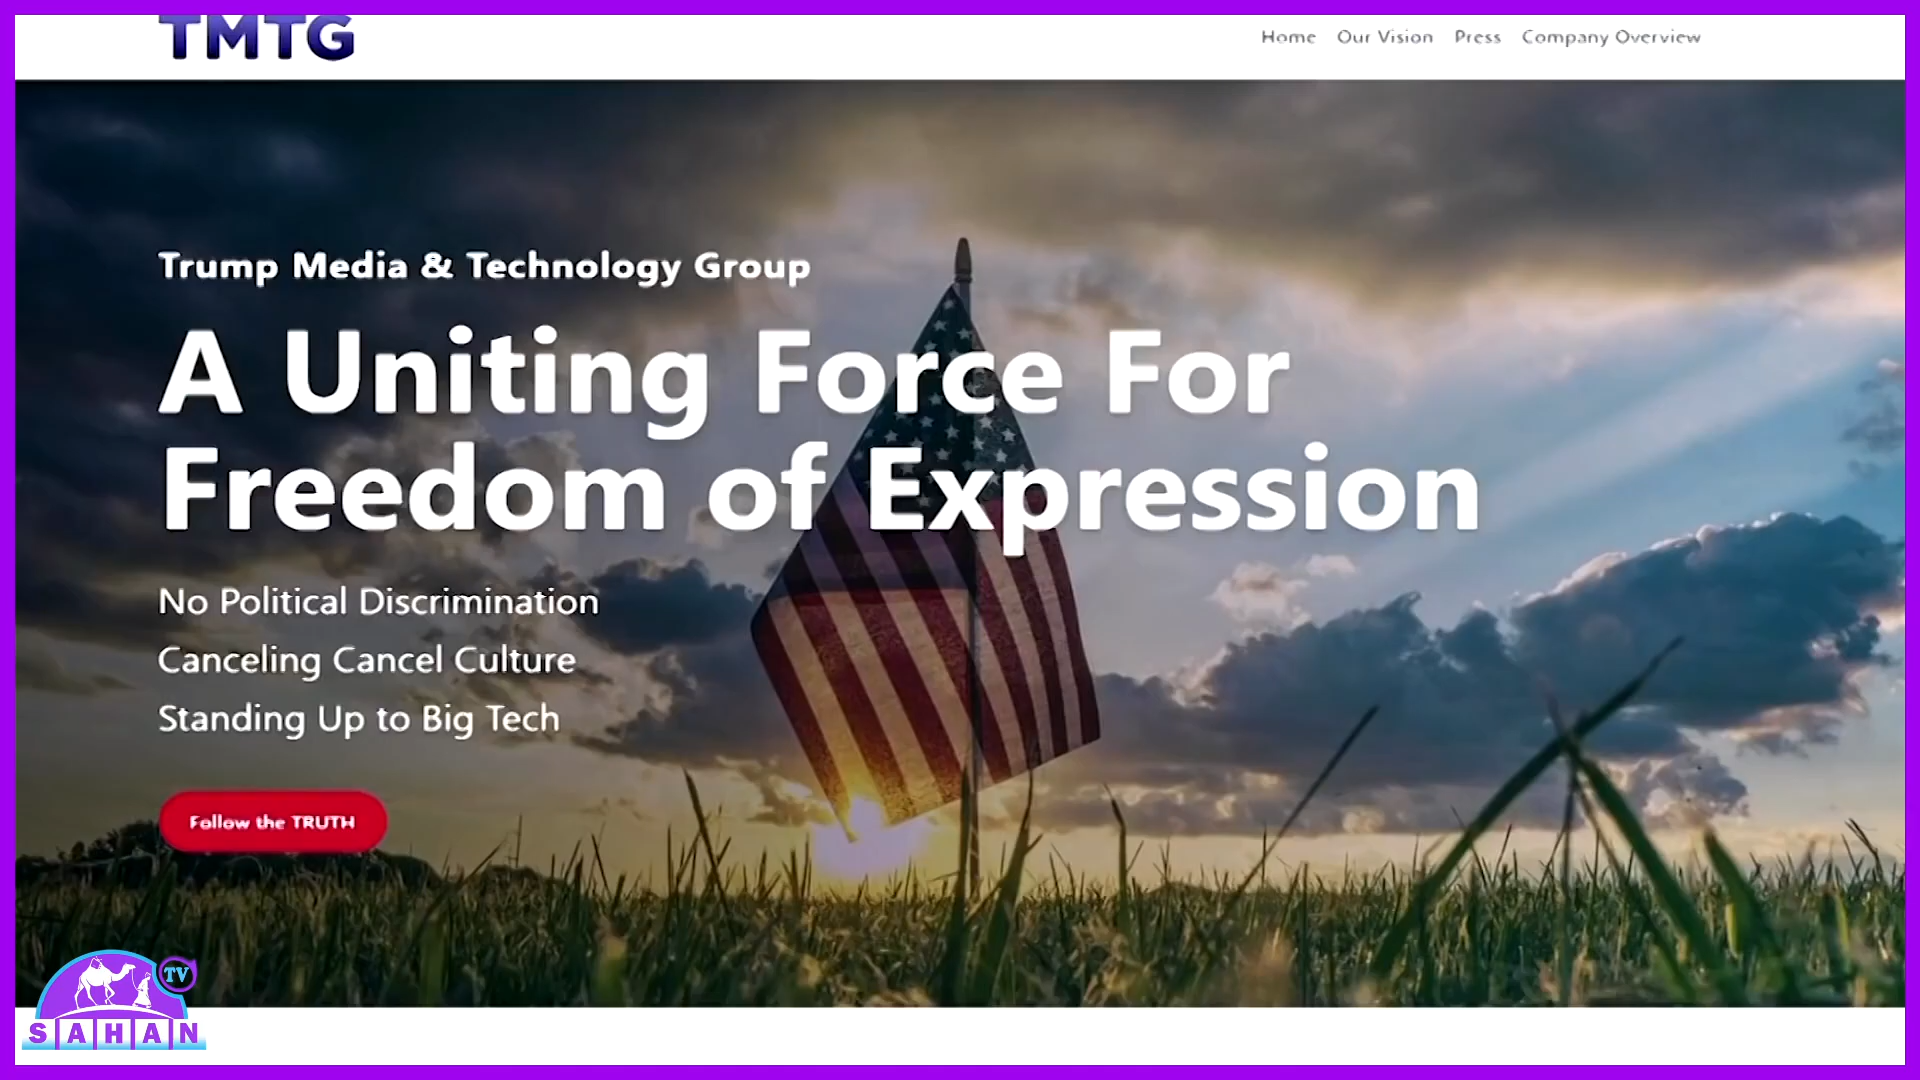 TMTG
Home Our Vision Press Company Overview
Trump Media & Technology Group
A Uniting Force For
Freedom of Expression
No Political Discrimination
Canceling Cancel Culture
Standing Up to Big Tech
Follow the TRUTH
TV
SAHAN